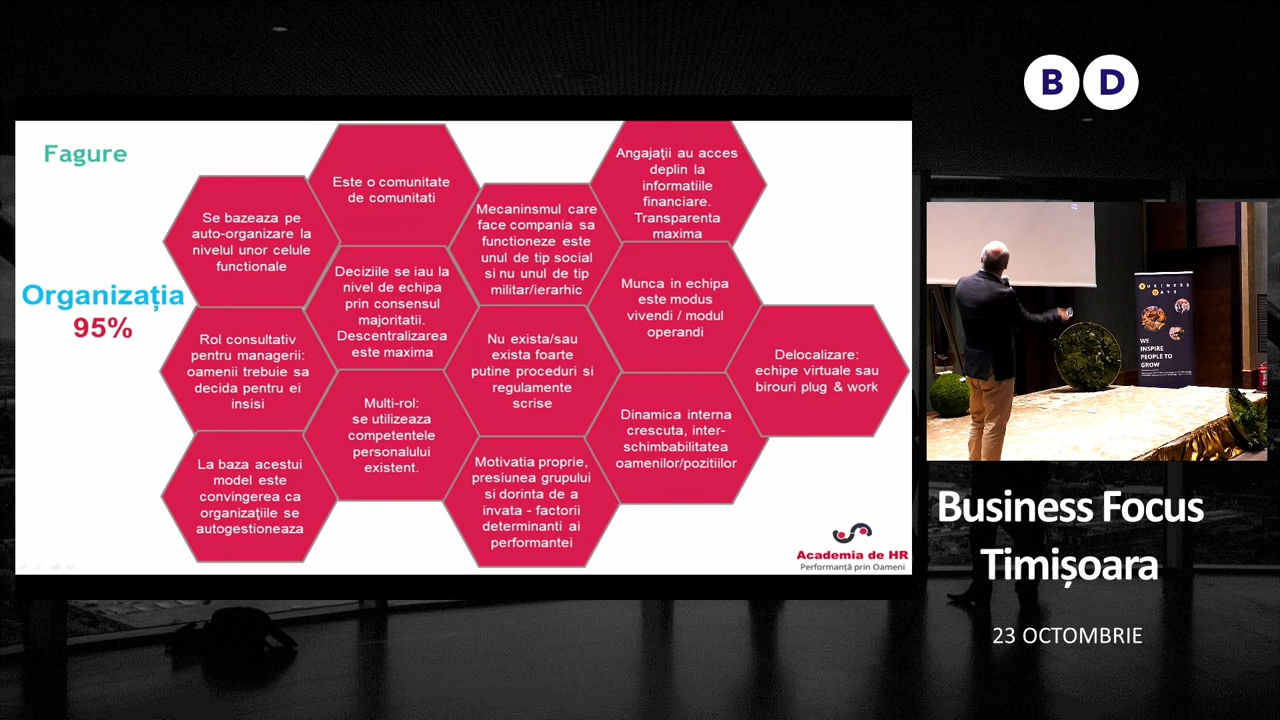 B D
Fagure
Organizația
95%
Se bazeaza pe
auto-organizare la
nivelul unor celule
functionale
Rol consultativ
pentru managerii:
oamenii trebuie sa
decida pentru ei
insisi
La baza acestui
model este
convingerea ca
organizaţiile se
autogestioneaza
Este o comunitate
de comunitati
Deciziile se iau la
nivel de echipa
prin consensul
majoritatii.
Descentralizarea
este maxima
Multi-rol:
se utilizeaza
competentele
personalului
existent.
Mecaninsmul care
face compania sa
functioneze este
unul de tip social
si nu unul de tip
militar/ierarhic
Nu exista/sau
exista foarte
putine proceduri si
regulamente
scrise
Motivatia proprie,
presiunea grupului
si dorinta de a
invata - factorii
determinanti ai
performantei
Angajaţii au acces
deplin la
informatiile
financiare.
Transparenta
maxima
Munca in echipa
este modus
vivendi / modul
operandi
Dinamica interna
crescuta, inter-
schimbabilitatea
oamenilor/pozitiilor
Delocalizare:
echipe virtuale sau
birouri plug & work
Academia de HR
Performanță prin Oameni
BUSINESS
DAYS
WE
INSPIRE
PEOPLE TO
GROW
Business Focus
Timișoara
23 OCTOMBRIE